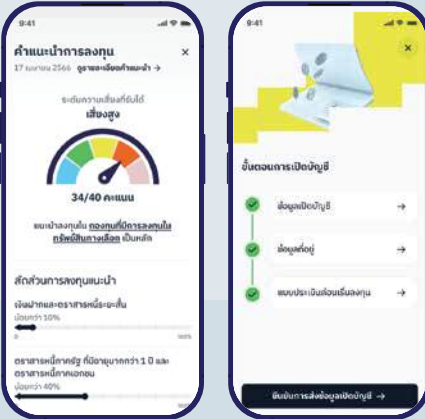 9:41
คำแนะนำการลงทุน
17 เมษายน 2566 ดูรายละเอียดคำแนะนำ →
ระดับความเสี่ยงที่รับได้
เสี่ยงสูง
34/40 คะแนน
แนะนำลงทุนใน กองทุนที่มีการลงทุนใน
ทรัพย์สินทางเลือก เป็นหลัก
สัดส่วนการลงทุนแนะนำ
เงินฝากและตราสารหนี้ระยะสั้น
น้อยกว่า 10%
0 100%
ตราสารหนี้ภาครัฐ ที่มีอายุมากกว่า 1 ปี และ
ตราสารหนี้ภาคเอกชน
น้อยกว่า 40%
100%
9:41
ขั้นตอนการเปิดบัญชี
ข้อมูลเปิดบัญชี →
ข้อมูลที่อยู่ →
แบบประเมินก่อนเริ่มลงทุน →
ยืนยันการส่งข้อมูลเปิดบัญชี →